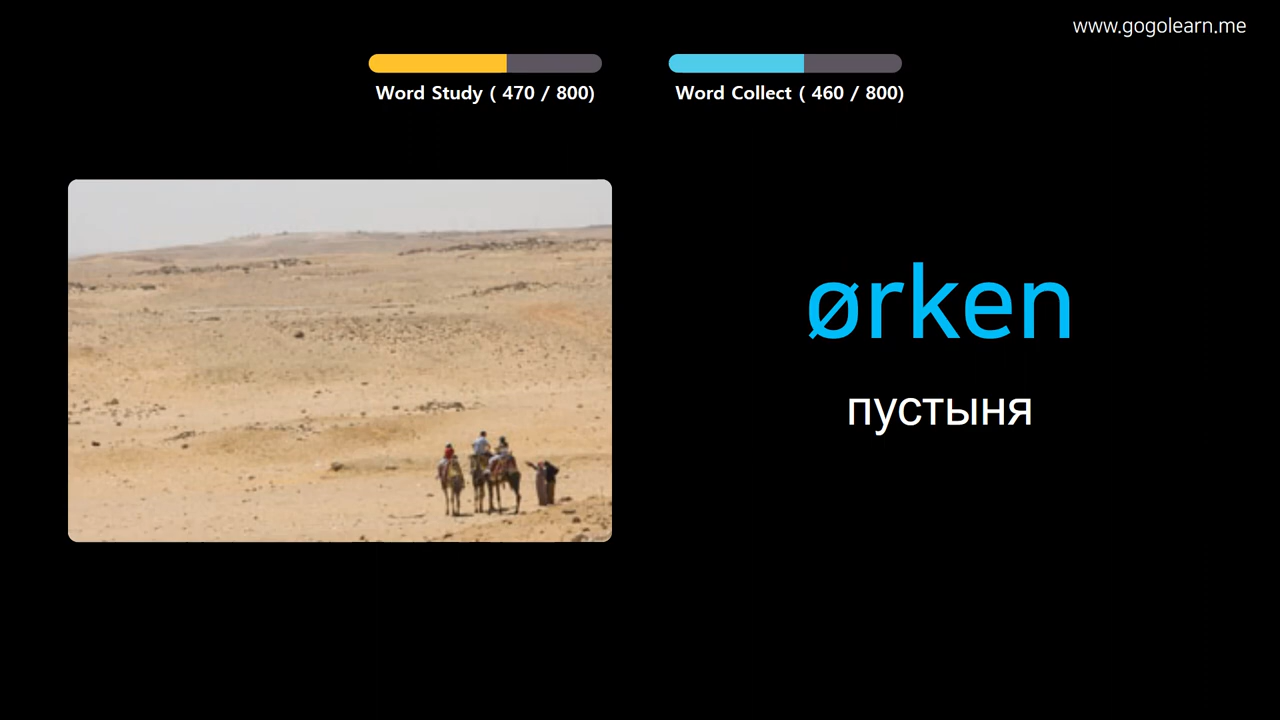 www.gogolearn.me
Word Study ( 470 / 800)
Word Collect ( 460 / 800)
ørken
пустыня